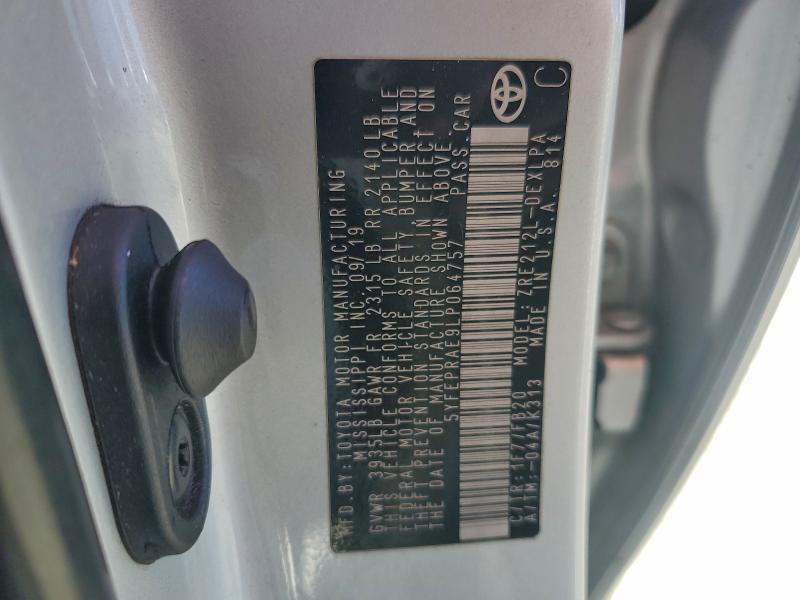 MFD.BY:TOYOTA MOTOR MANUFACTURING
MISSISSIPPI INC. 09/19
GVWR 3935LB GAWR FR 2315 LB RR 2140LB
THIS VEHICLE CONFORMS TO ALL APPLICABLE
FEDERAL MOTOR VEHICLE SAFETY BUMPER AND
THEFT PREVENTION STANDARDS IN EFFECT ON
THE DATE OF MANUFACTURE SHOWN ABOVE.
5YFEPRAE9LP064757 PASS.CAR
C/TR:1F7/FB20 MODEL:ZRE212L-DEXLPA
A/TM:-04A/K313 MADE IN U.S.A. 814
C